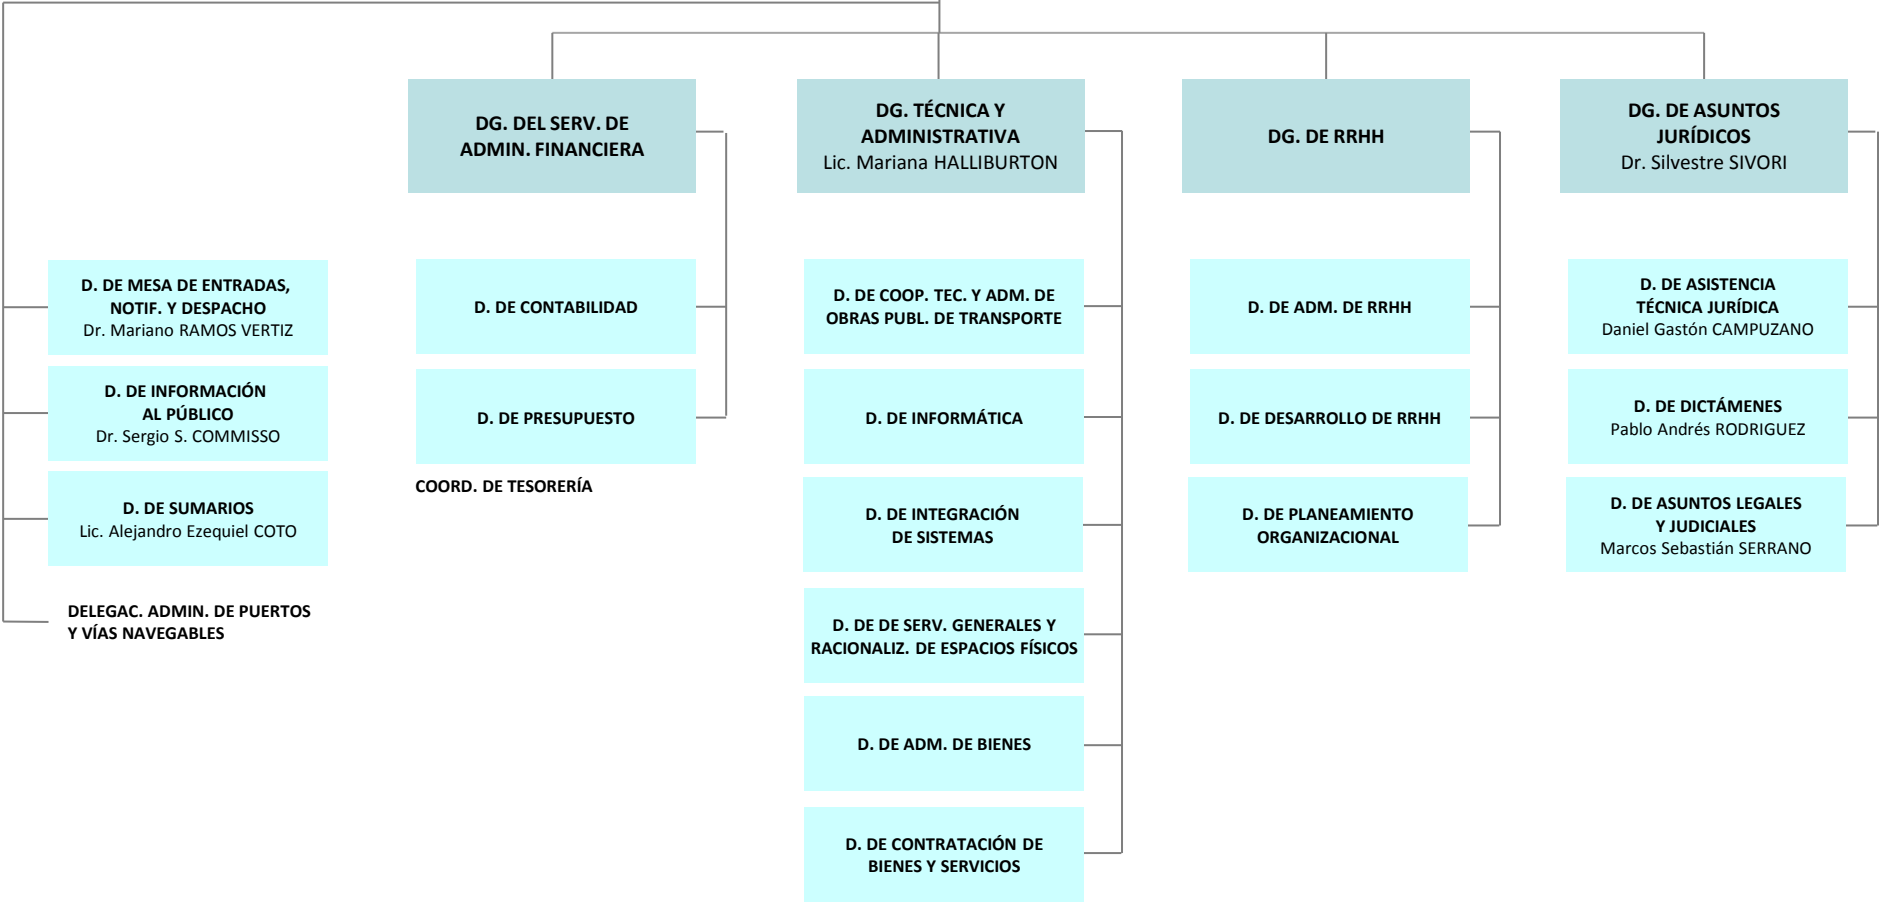 DG. DEL SERV. DE
ADMIN. FINANCIERA
DG. TÉCNICA Y
ADMINISTRATIVA
Lic. Mariana HALLIBURTON
DG. DE RRHH
DG. DE ASUNTOS
JURÍDICOS
Dr. Silvestre SIVORI
D. DE MESA DE ENTRADAS,
NOTIF. Y DESPACHO
Dr. Mariano RAMOS VERTIZ
D. DE INFORMACIÓN
AL PÚBLICO
Dr. Sergio S. COMMISSO
D. DE SUMARIOS
Lic. Alejandro Ezequiel COTO
DELEGAC. ADMIN. DE PUERTOS
Y VÍAS NAVEGABLES
D. DE CONTABILIDAD
D. DE PRESUPUESTO
COORD. DE TESORERÍA
D. DE COOP. TEC. Y ADM. DE
OBRAS PUBL. DE TRANSPORTE
D. DE INFORMÁTICA
D. DE INTEGRACIÓN
DE SISTEMAS
D. DE DE SERV. GENERALES Y
RACIONALIZ. DE ESPACIOS FÍSICOS
D. DE ADM. DE BIENES
D. DE CONTRATACIÓN DE
BIENES Y SERVICIOS
D. DE ADM. DE RRHH
D. DE DESARROLLO DE RRHH
D. DE PLANEAMIENTO
ORGANIZACIONAL
D. DE ASISTENCIA
TÉCNICA JURÍDICA
Daniel Gastón CAMPUZANO
D. DE DICTÁMENES
Pablo Andrés RODRIGUEZ
D. DE ASUNTOS LEGALES
Y JUDICIALES
Marcos Sebastián SERRANO